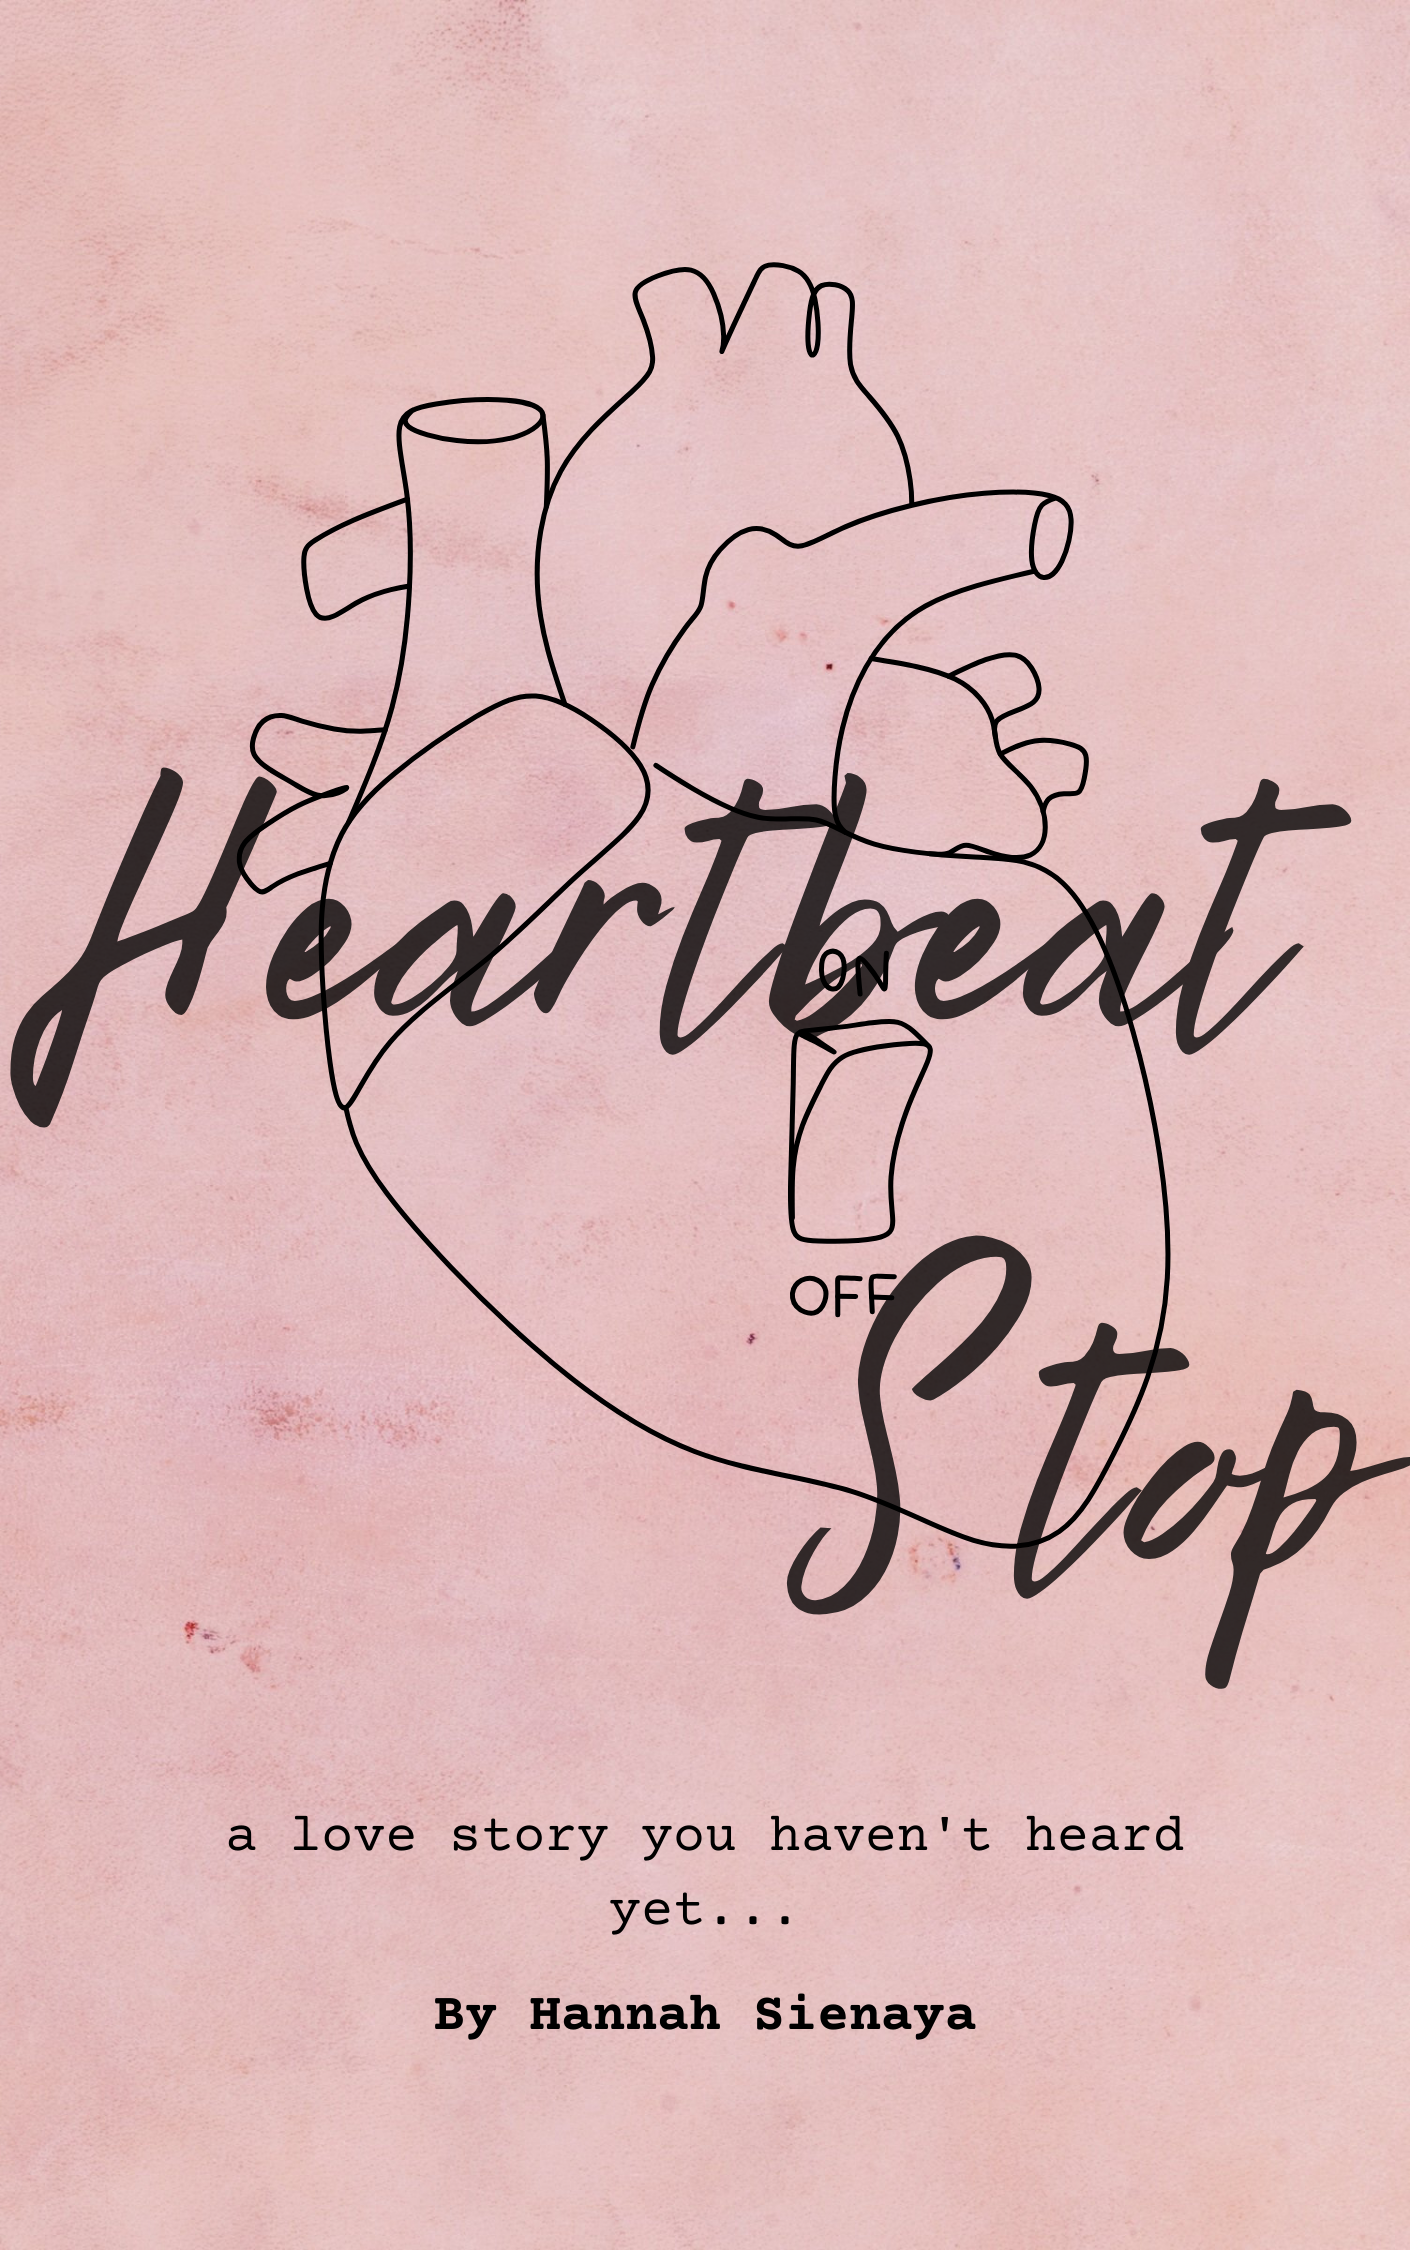 Heartbeat
ON
OFF
Stop
a love story you haven't heard
yet...
By Hannah Sienaya